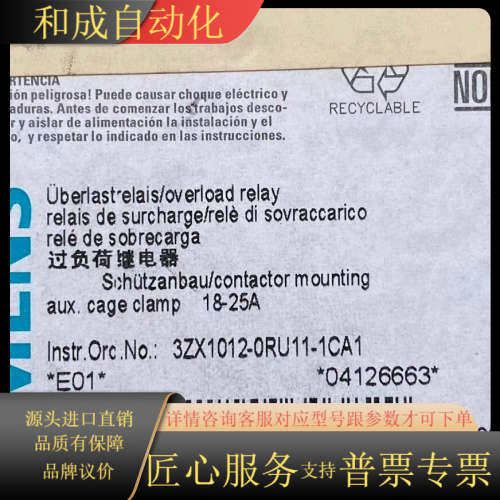 和成自动化
RTENCIA
ión peligrosa! Puede causar choque eléctrico y
aduras. Antes de comenzar los trabajos desco-
r y aislar de alimentación la instalación y el
o, y respetar lo indicado en las instrucciones.
RECYCLABLE
NO
MENS
Überlastrelais/overload relay
relais de surcharge/relè di sovraccarico
relé de sobrecarga
过负荷继电器
Schützanbau/contactor mounting
aux. cage clamp 18-25A
Instr.Orc.No.: 3ZX1012-0RU11-1CA1
*E01* *04126663*
源头进口直销
品质有保障
品牌议价
详情咨询客服对应型号跟参数才可下单
匠心服务 支持 普票专票